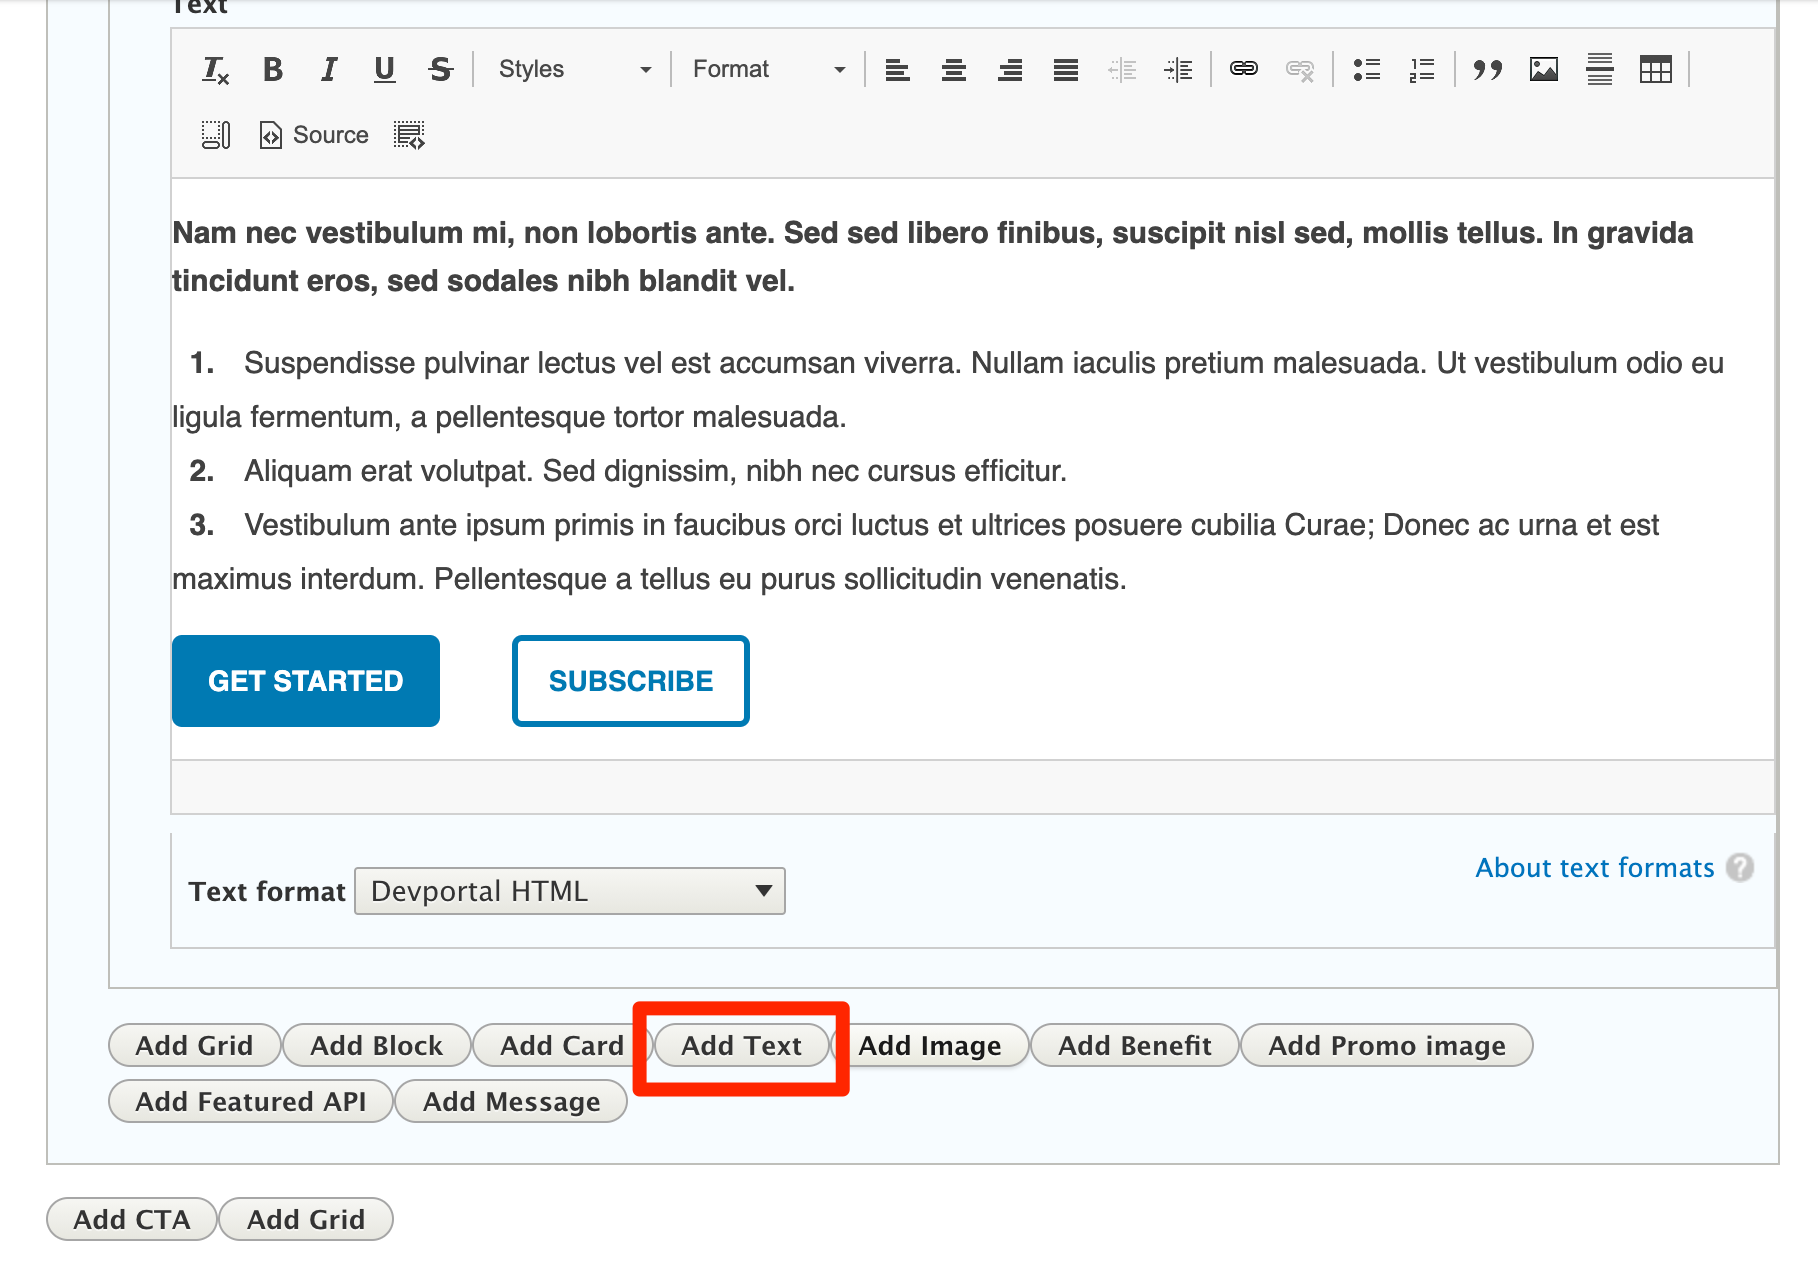 Text
Styles Format
Source
Nam nec vestibulum mi, non lobortis ante. Sed sed libero finibus, suscipit nisl sed, mollis tellus. In gravida
tincidunt eros, sed sodales nibh blandit vel.
1. Suspendisse pulvinar lectus vel est accumsan viverra. Nullam iaculis pretium malesuada. Ut vestibulum odio eu
ligula fermentum, a pellentesque tortor malesuada.
2. Aliquam erat volutpat. Sed dignissim, nibh nec cursus efficitur.
3. Vestibulum ante ipsum primis in faucibus orci luctus et ultrices posuere cubilia Curae; Donec ac urna et est
maximus interdum. Pellentesque a tellus eu purus sollicitudin venenatis.
GET STARTED SUBSCRIBE
About text formats ?
Text format Devportal HTML
Add Grid Add Block Add Card Add Text Add Image Add Benefit Add Promo image
Add Featured API Add Message
Add CTA Add Grid